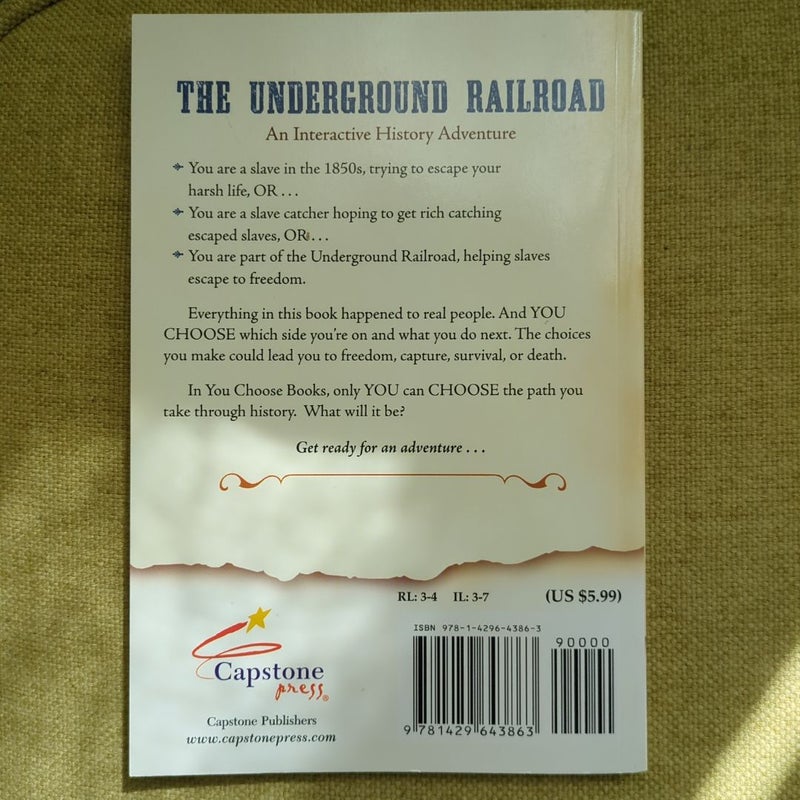 THE UNDERGROUND RAILROAD
An Interactive History Adventure
You are a slave in the 1850s, trying to escape your
harsh life, OR . . .
You are a slave catcher hoping to get rich catching
escaped slaves, OR . . .
You are part of the Underground Railroad, helping slaves
escape to freedom.
Everything in this book happened to real people. And YOU
CHOOSE which side you're on and what you do next. The choices
you make could lead you to freedom, capture, survival, or death.
In You Choose Books, only YOU can CHOOSE the path you
take through history.  What will it be?
Get ready for an adventure . . .
RL: 3-4 IL: 3-7 (US $5.99)
ISBN 978-1-4296-4386-3
90000
Capstone
press®
Capstone Publishers
www.capstonepress.com
9 781429 643863